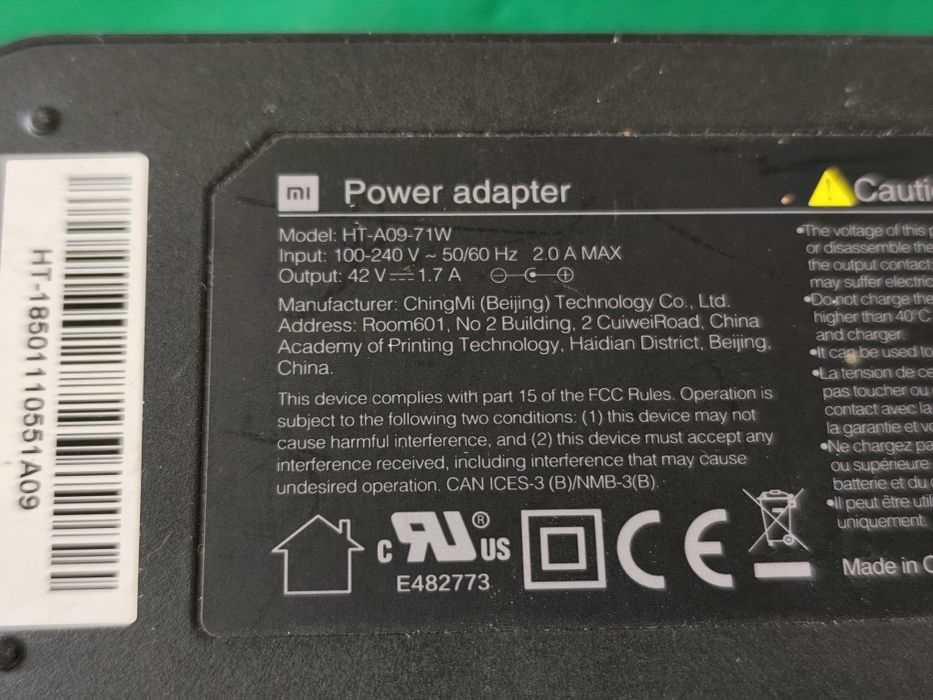 HT-18501110551A09
mi Power adapter
Model: HT-A09-71W
Input: 100-240 V ~ 50/60 Hz 2.0 A MAX
Output: 42 V ⎓ 1.7 A
Manufacturer: ChingMi (Beijing) Technology Co., Ltd.
Address: Room601, No 2 Building, 2 CuiweiRoad, China
Academy of Printing Technology, Haidian District, Beijing,
China.
This device complies with part 15 of the FCC Rules. Operation is
subject to the following two conditions: (1) this device may not
cause harmful interference, and (2) this device must accept any
interference received, including interference that may cause
undesired operation. CAN ICES-3 (B)/NMB-3(B)
c RU ® US
E482773
CE
Cauti
•The voltage of this p
or disassemble the
the output contact
may suffer electric
•Do not charge the
higher than 40°C
and charger.
•It can be used to
•La tension de ce
pas toucher ou
contact avec la
la garantie et v
•Ne chargez pa
ou supérieure
batterie et du c
•Il peut être util
uniquement.
Made in C